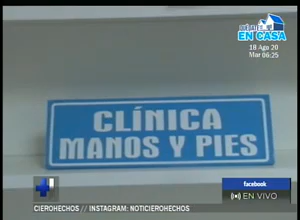 EN CASA
18 Ago 20
Mar 06:25
CLÍNICA
MANOS Y PIES
facebook
EN VIVO
CIEROHECHOS // INSTAGRAM: NOTICIEROHECHOS